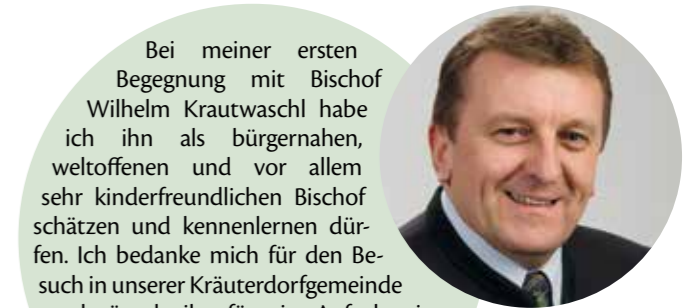 Bei meiner ersten
Begegnung mit Bischof
Wilhelm Krautwaschl habe
ich ihn als bürgernahen,
weltoffenen und vor allem
sehr kinderfreundlichen Bischof
schätzen und kennenlernen dür-
fen. Ich bedanke mich für den Be-
such in unserer Kräuterdorfgemeinde